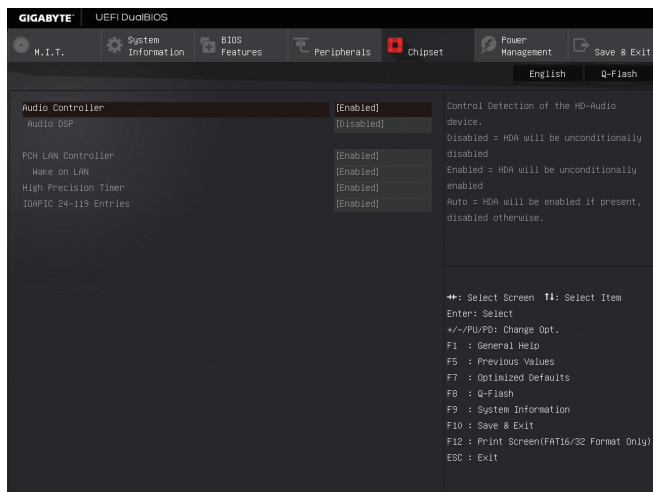 GIGABYTE™ UEFI DualBIOS
M.I.T.
System
Information
BIOS
Features
Peripherals
Chipset
Power
Management
Save & Exit
English
Q-Flash
Audio Controller [Enabled]
Audio DSP [Disabled]
PCH LAN Controller [Enabled]
Wake on LAN [Enabled]
High Precision Timer [Enabled]
IOAPIC 24-119 Entries [Enabled]
Control Detection of the HD-Audio
device.
Disabled = HDA will be unconditionally
disabled
Enabled = HDA will be unconditionally
enabled
Auto = HDA will be enabled if present,
disabled otherwise.
→←: Select Screen ↑↓: Select Item
Enter: Select
+/-/PU/PD: Change Opt.
F1 : General Help
F5 : Previous Values
F7 : Optimized Defaults
F8 : Q-Flash
F9 : System Information
F10 : Save & Exit
F12 : Print Screen(FAT16/32 Format Only)
ESC : Exit